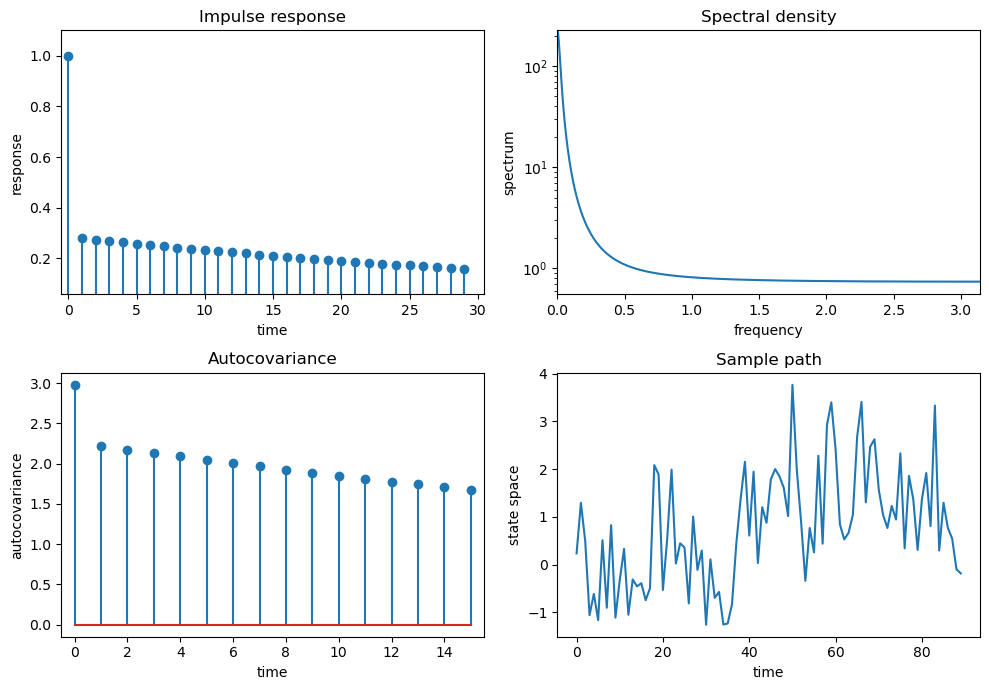 Impulse response
1.0
0.8
0.6
0.4
0.2
response
0 5 10 15 20 25 30
time
Spectral density
10²
10¹
10⁰
spectrum
0.0 0.5 1.0 1.5 2.0 2.5 3.0
frequency
Autocovariance
3.0
2.5
2.0
1.5
1.0
0.5
0.0
autocovariance
0 2 4 6 8 10 12 14
time
Sample path
4
3
2
1
0
−1
state space
0 20 40 60 80
time